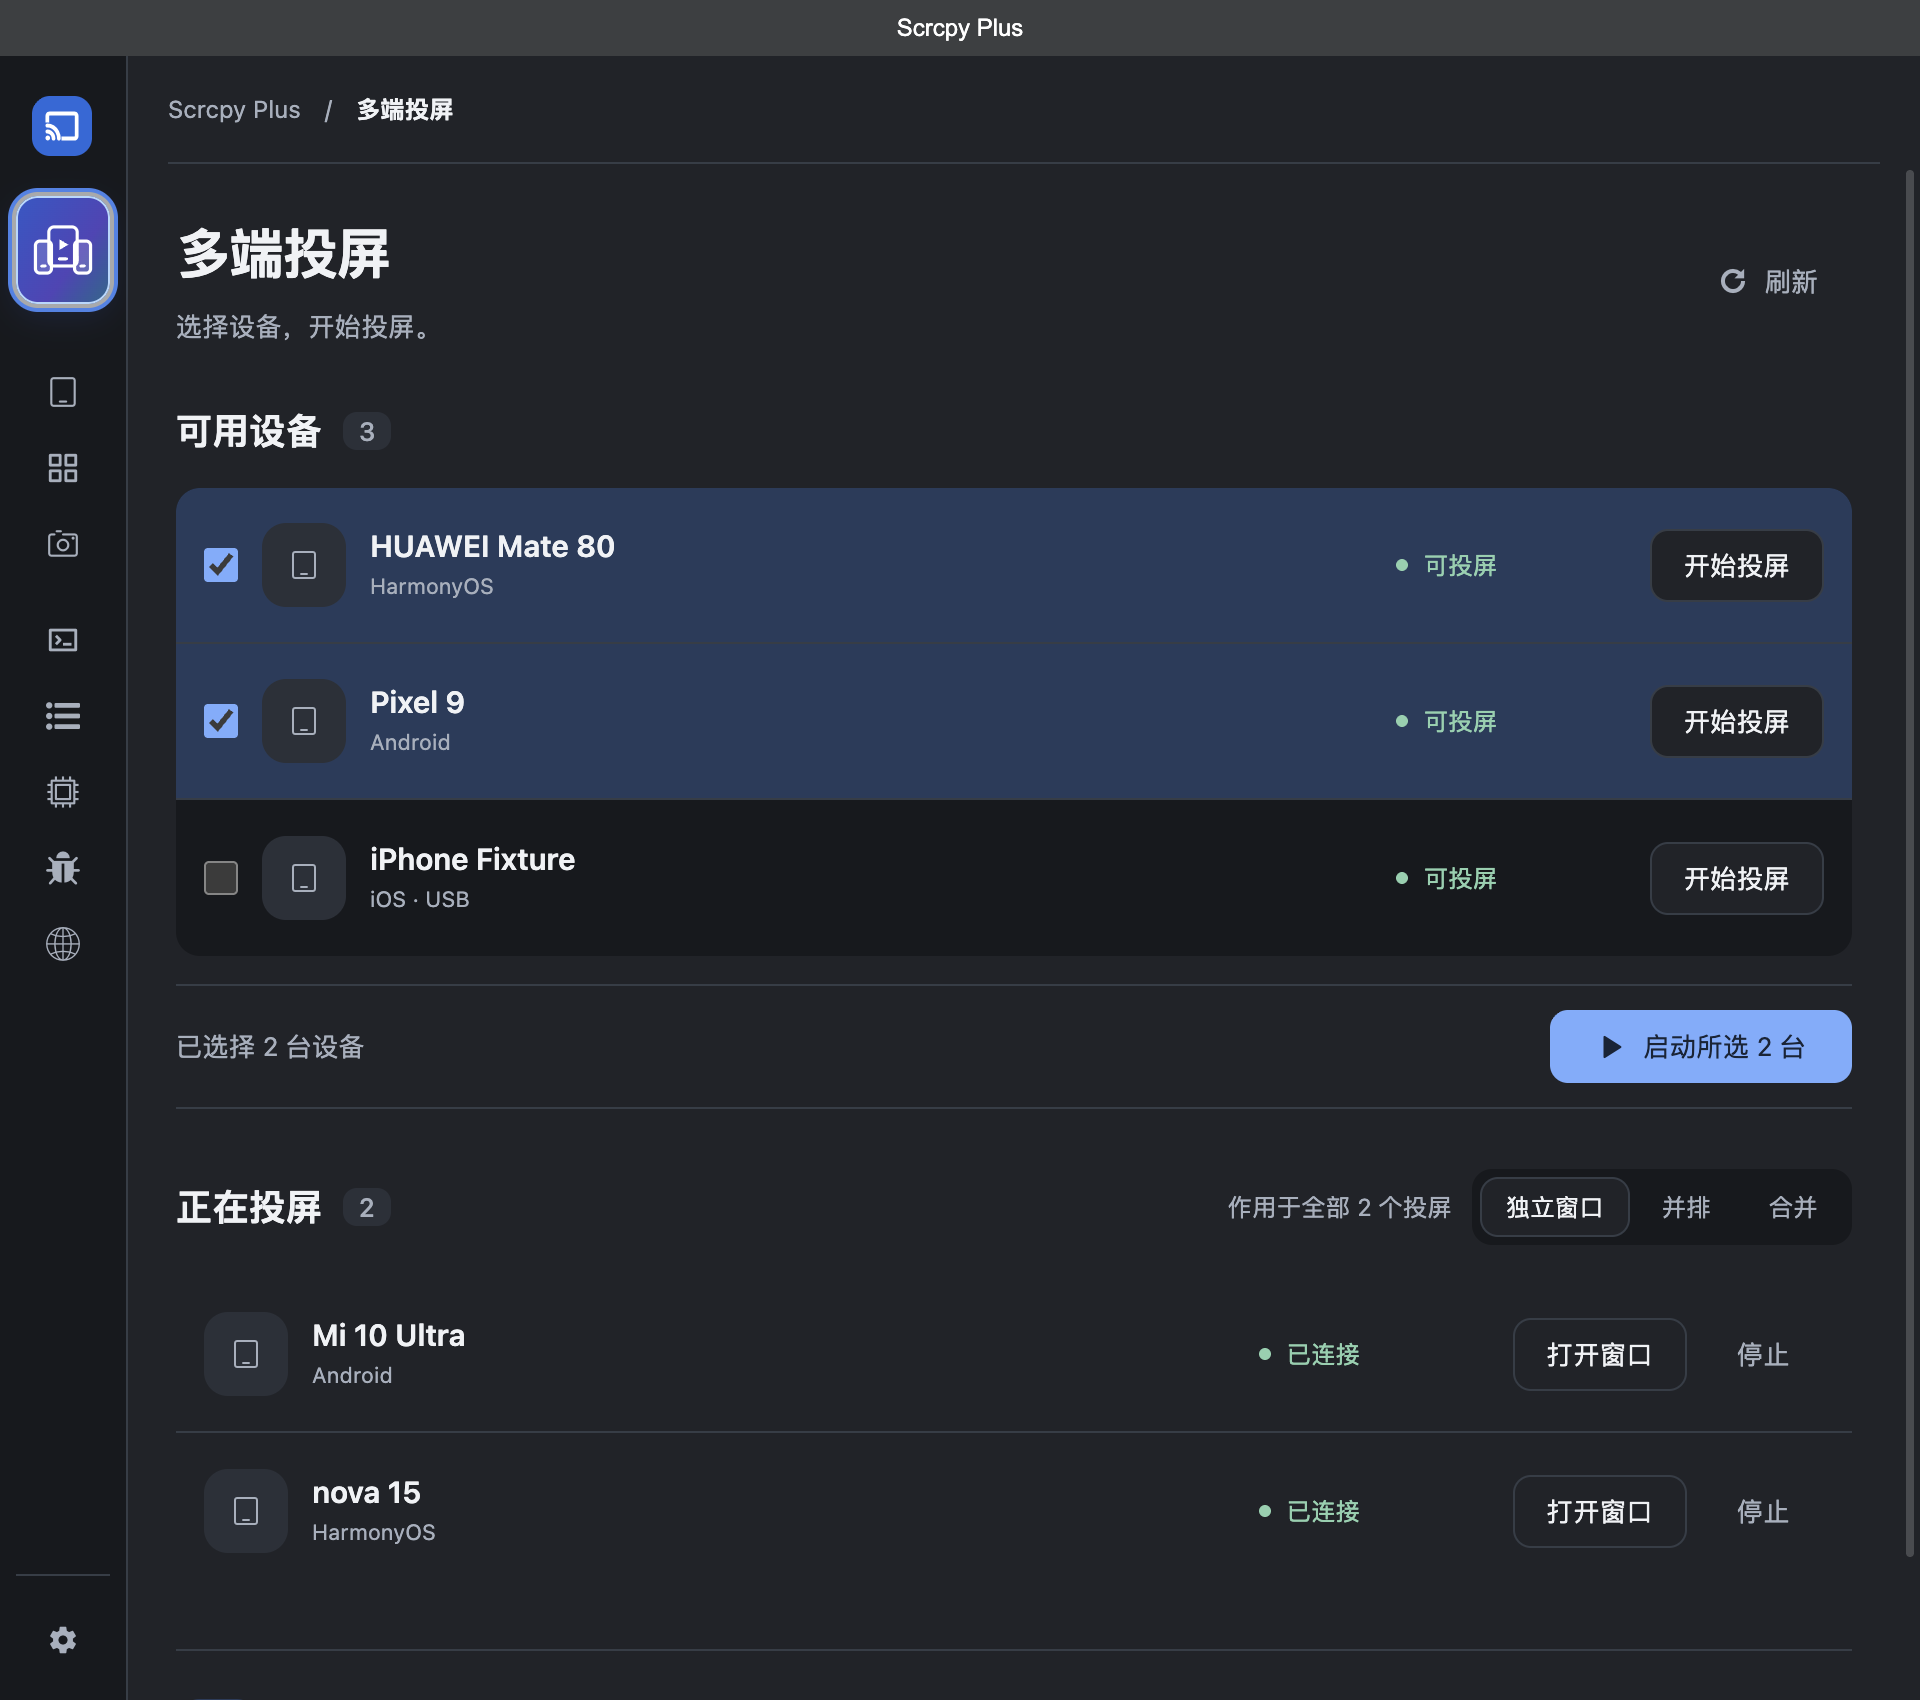 Scrcpy Plus
Scrcpy Plus / 多端投屏
多端投屏
刷新
选择设备，开始投屏。
可用设备 3
HUAWEI Mate 80
HarmonyOS
可投屏
开始投屏
Pixel 9
Android
可投屏
开始投屏
iPhone Fixture
iOS · USB
可投屏
开始投屏
已选择 2 台设备
启动所选 2 台
正在投屏 2
作用于全部 2 个投屏
独立窗口
并排
合并
Mi 10 Ultra
Android
已连接
打开窗口
停止
nova 15
HarmonyOS
已连接
打开窗口
停止